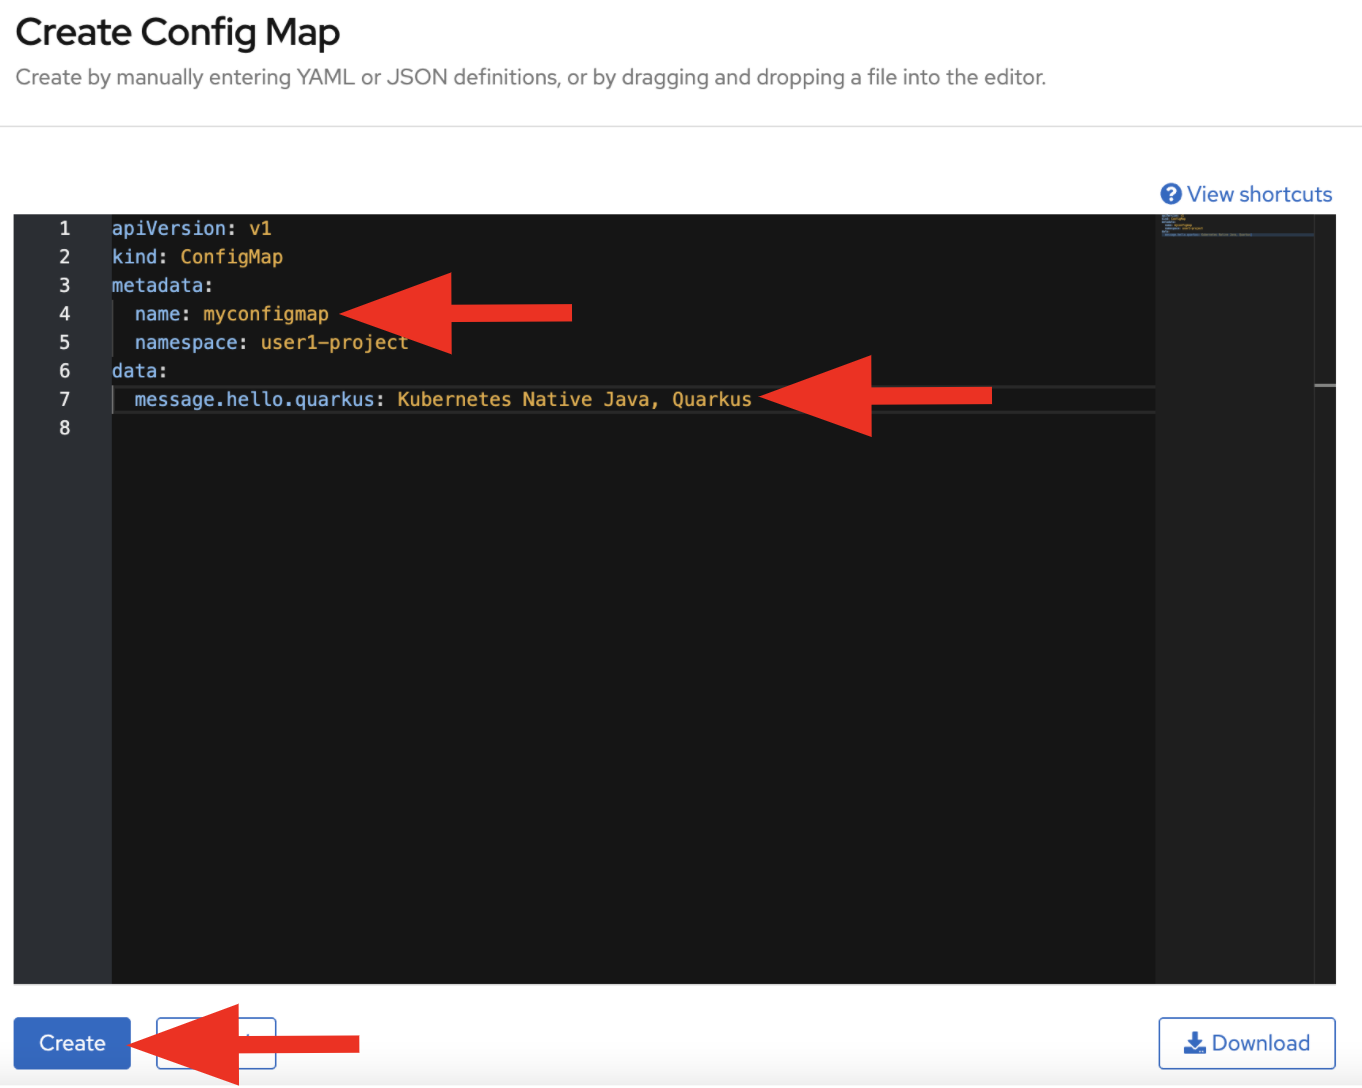 Create Config Map
Create by manually entering YAML or JSON definitions, or by dragging and dropping a file into the editor.
View shortcuts
1 apiVersion: v1
2 kind: ConfigMap
3 metadata:
4   name: myconfigmap
5   namespace: user1-project
6 data:
7   message.hello.quarkus: Kubernetes Native Java, Quarkus
8
Create
Download